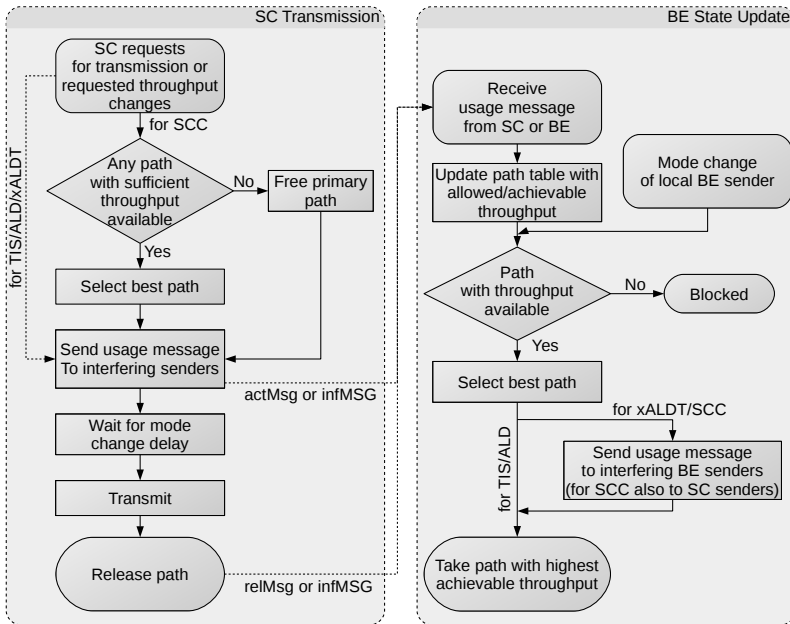 SC Transmission
SC requests
for transmission or
requested throughput
changes
for SCC
for TIS/ALD/xALDT
Any path
with sufficient
throughput
available
No
Free primary
path
Yes
Select best path
Send usage message
To interfering senders
actMsg or infMSG
Wait for mode
change delay
Transmit
Release path
relMsg or infMSG
BE State Update
Receive
usage message
from SC or BE
Update path table with
allowed/achievable
throughput
Mode change
of local BE sender
Path
with throughput
available
No
Blocked
Yes
Select best path
for xALDT/SCC
for TIS/ALD
Send usage message
to interfering BE senders
(for SCC also to SC senders)
Take path with highest
achievable throughput